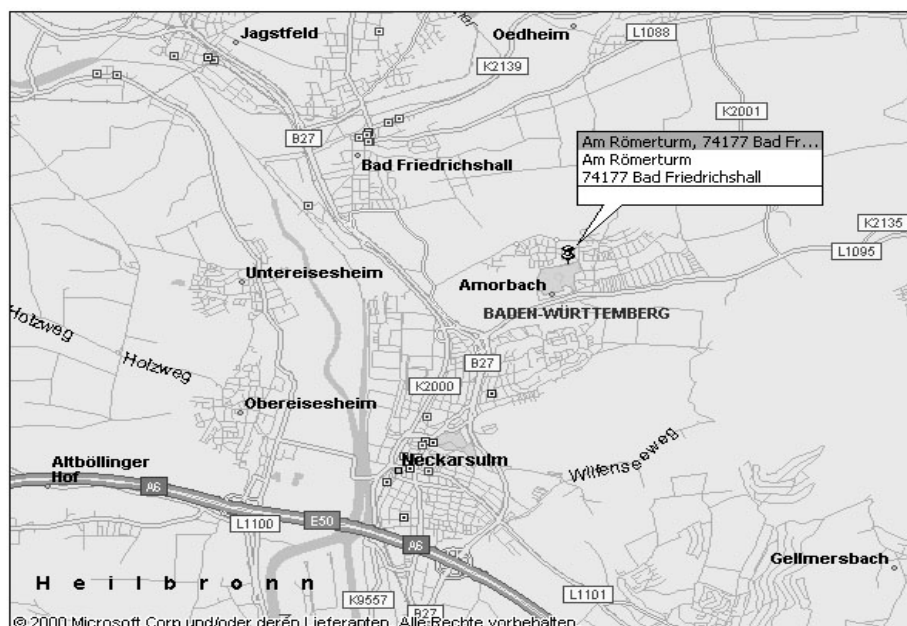 Jagstfeld
Oedheim
L1088
K2139
K2001
B27
Bad Friedrichshall
Am Römerturm, 74177 Bad Fr...
Am Römerturm
74177 Bad Friedrichshall
K2135
L1095
Untereisesheim
Amorbach
BADEN-WÜRTTEMBERG
Holzweg
Holzweg
B27
K2000
Obereisesheim
Neckarsulm
Wilfenseeweg
Altböllinger
Hof
A6
L1100
E50
A6
Gellmersbach
Heilbronn
K9557
B27
L1101
© 2000 Microsoft Corp und/oder deren Lieferanten. Alle Rechte vorbehalten.